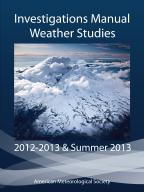 Investigations Manual
Weather Studies
2012-2013 & Summer 2013
American Meteorological Society